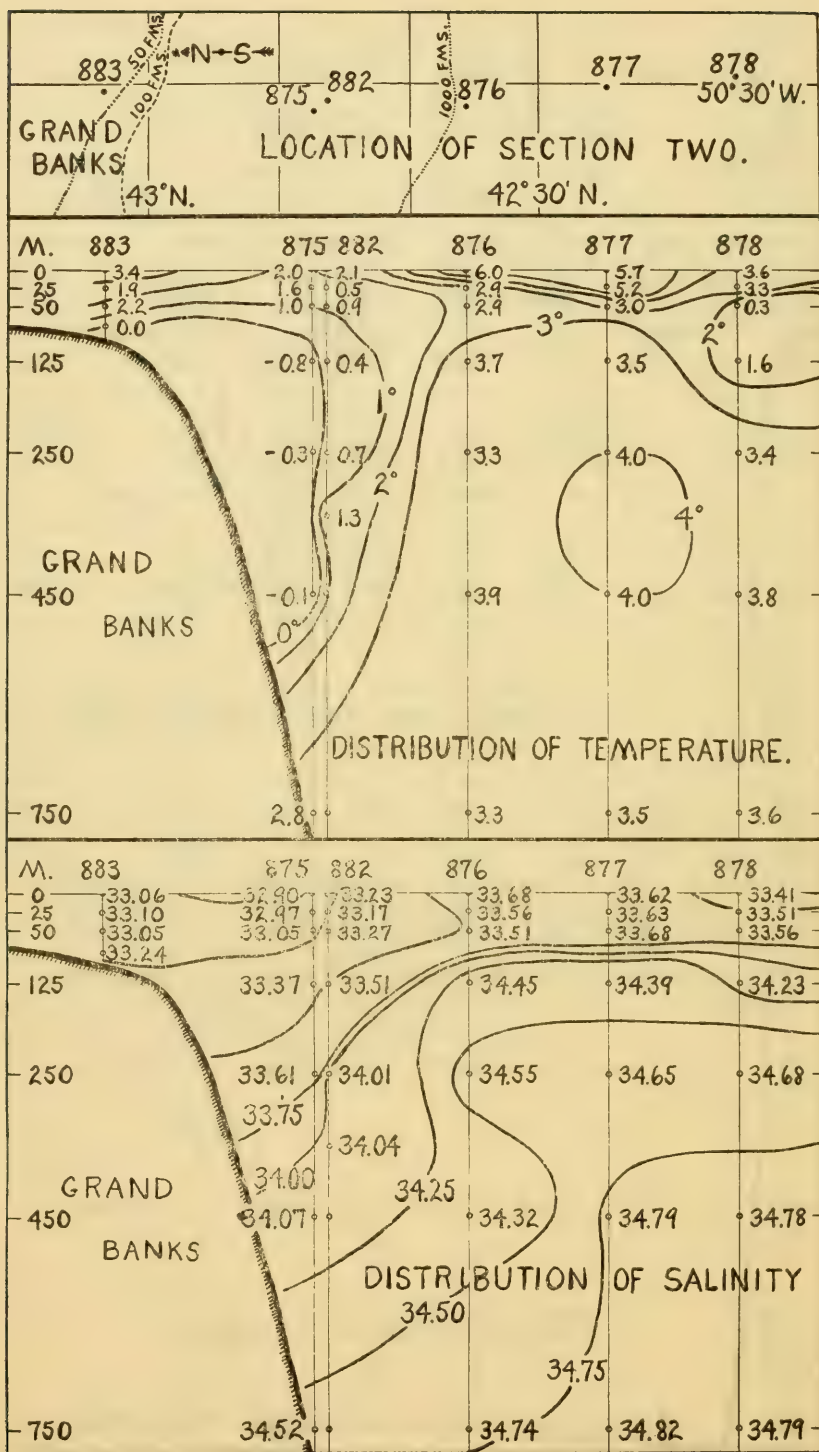 50 FMS.
100 FMS.
N S
1000 FMS.
883 875 882 876 877 878
50°30'W.
GRAND
BANKS
LOCATION OF SECTION TWO.
43°N. 42°30'N.
M. 883 875 882 876 877 878
0 3.4 2.0 2.1 6.0 5.7 3.6
25 1.9 1.6 0.5 2.9 5.2 3.3
50 2.2 1.0 0.9 2.9 3.0 0.3
0.0 3° 2°
125 -0.8 0.4 3.7 3.5 1.6
1°
250 -0.3 0.7 3.3 4.0 3.4
2°
1.3 4°
GRAND
450 -0.1 3.9 4.0 3.8
BANKS
0°
DISTRIBUTION OF TEMPERATURE.
750 2.8 3.3 3.5 3.6
M. 883 875 882 876 877 878
0 33.06 32.90 33.23 33.68 33.62 33.41
25 33.10 32.97 33.17 33.56 33.63 33.51
50 33.05 33.05 33.27 33.51 33.68 33.56
33.24
125 33.37 33.51 34.45 34.39 34.23
250 33.61 34.01 34.55 34.65 34.68
33.75
34.04
34.00 34.25
GRAND
450 34.07 34.32 34.79 34.78
BANKS
DISTRIBUTION OF SALINITY
34.50
34.75
750 34.52 34.74 34.82 34.79